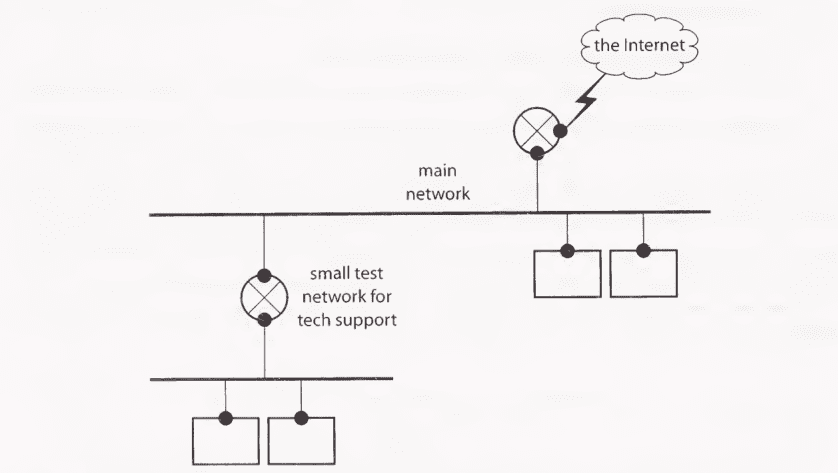 the Internet
main
network
small test
network for
tech support